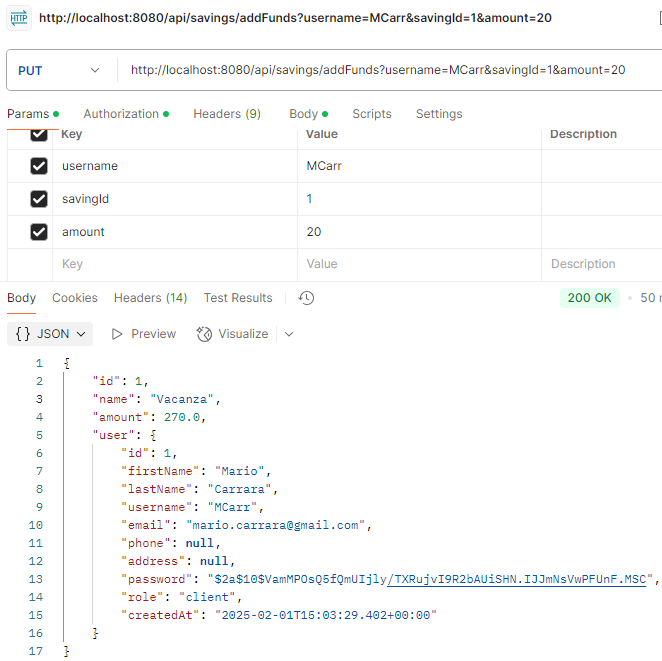 HTTP http://localhost:8080/api/savings/addFunds?username=MCarr&savingId=1&amount=20
PUT http://localhost:8080/api/savings/addFunds?username=MCarr&savingId=1&amount=20
Params Authorization Headers (9) Body Scripts Settings
Key Value Description
username MCarr
savingId 1
amount 20
Key Value Description
Body Cookies Headers (14) Test Results 200 OK 50
{} JSON Preview Visualize
1 {
2 "id": 1,
3 "name": "Vacanza",
4 "amount": 270.0,
5 "user": {
6 "id": 1,
7 "firstName": "Mario",
8 "lastName": "Carrara",
9 "username": "MCarr",
10 "email": "mario.carrara@gmail.com",
11 "phone": null,
12 "address": null,
13 "password": "$2a$10$VamMPOsQ5fQmUIjly/TXRujvI9R2bAUiSHN.IJJmNsVwPFUnF.MSC",
14 "role": "client",
15 "createdAt": "2025-02-01T15:03:29.402+00:00"
16 }
17 }